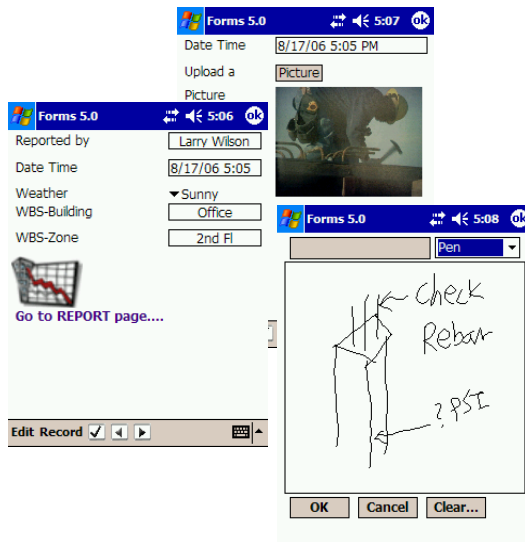 Forms 5.0 5:07 ok
Date Time 8/17/06 5:05 PM
Upload a Picture
Picture
Forms 5.0 5:06 ok
Reported by Larry Wilson
Date Time 8/17/06 5:05
Weather Sunny
WBS-Building Office
WBS-Zone 2nd Fl
Go to REPORT page....
Edit Record
Forms 5.0 5:08 ok
Pen
check
Rebar
? PSI
OK Cancel Clear...